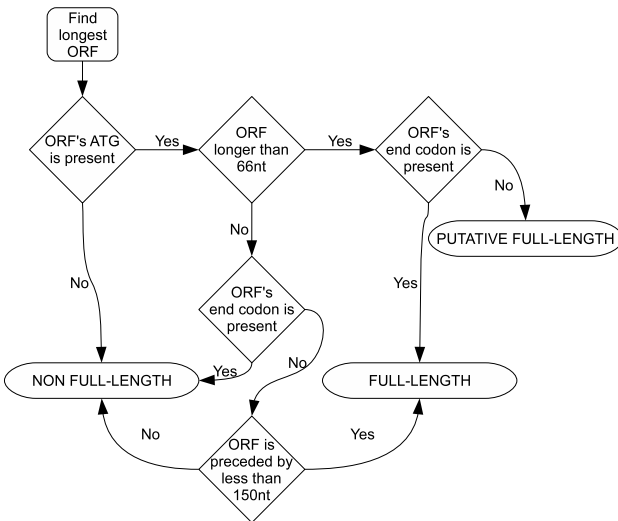 Find
longest
ORF
ORF's ATG
is present
Yes
ORF
longer than
66nt
Yes
ORF's
end codon is
present
No
PUTATIVE FULL-LENGTH
No
No
ORF's
end codon is
present
Yes
Yes
No
NON FULL-LENGTH
FULL-LENGTH
No
ORF is
preceded by
less than
150nt
Yes